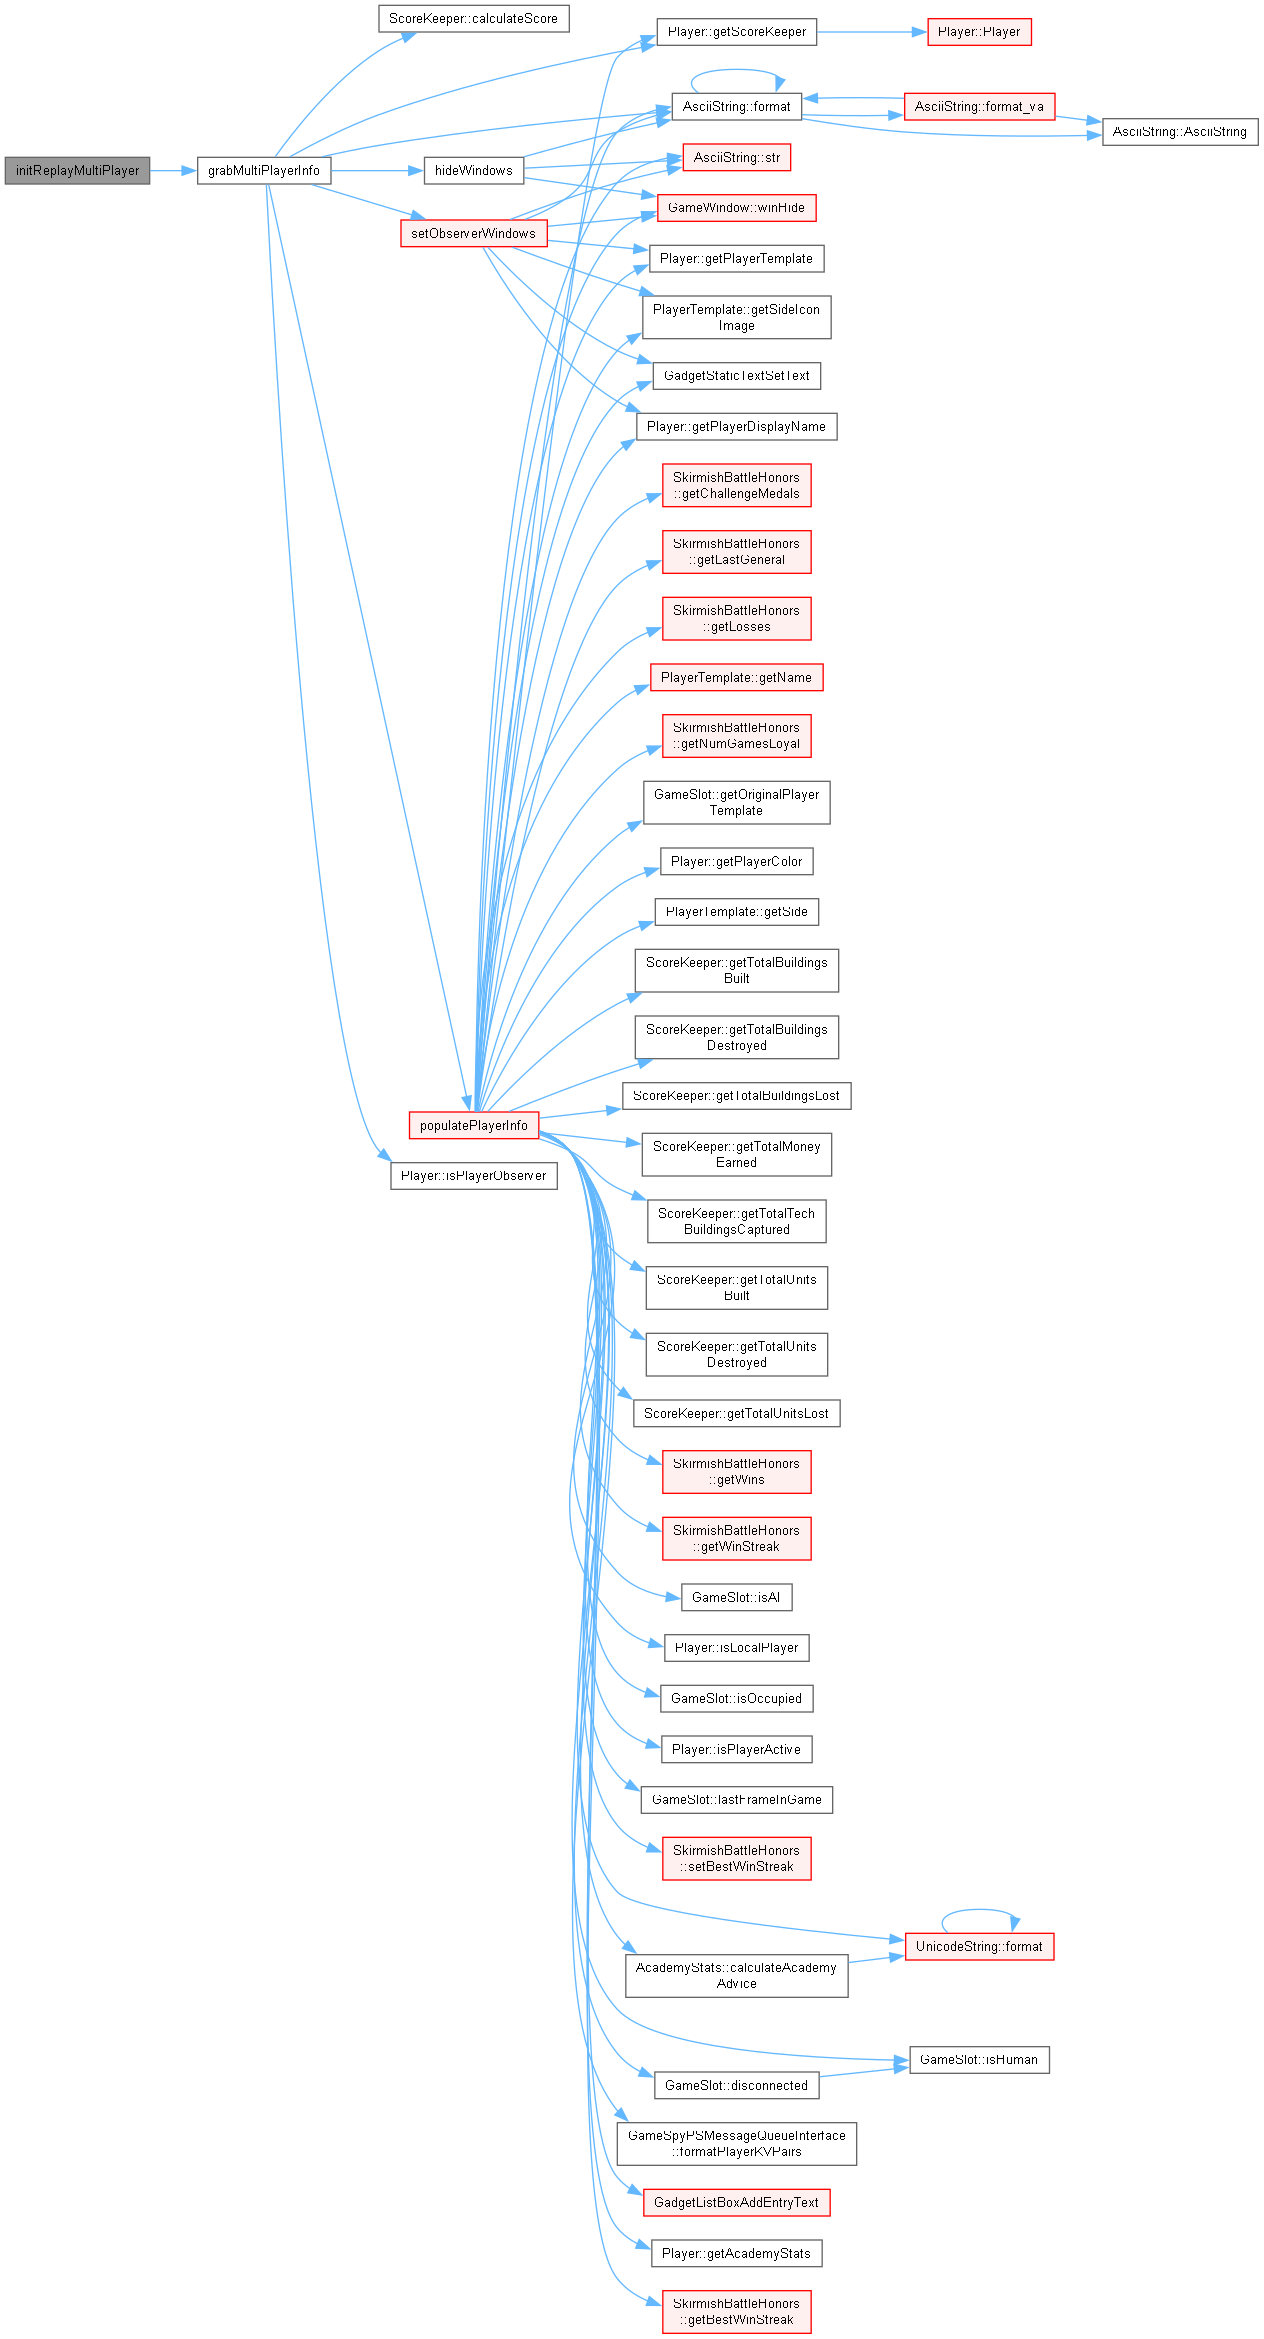 ScoreKeeper::calculateScore
Player::getScoreKeeper
Player::Player
AsciiString::format
AsciiString::format_va
AsciiString::AsciiString
initReplayMultiPlayer
grabMultiPlayerInfo
hideWindows
AsciiString::str
GameWindow::winHide
setObserverWindows
Player::getPlayerTemplate
PlayerTemplate::getSideIcon
Image
GadgetStaticTextSetText
Player::getPlayerDisplayName
SkirmishBattleHonors
::getChallengeMedals
SkirmishBattleHonors
::getLastGeneral
SkirmishBattleHonors
::getLosses
PlayerTemplate::getName
SkirmishBattleHonors
::getNumGamesLoyal
GameSlot::getOriginalPlayer
Template
Player::getPlayerColor
PlayerTemplate::getSide
ScoreKeeper::getTotalBuildings
Built
ScoreKeeper::getTotalBuildings
Destroyed
ScoreKeeper::getTotalBuildingsLost
populatePlayerInfo
ScoreKeeper::getTotalMoney
Earned
Player::isPlayerObserver
ScoreKeeper::getTotalTech
BuildingsCaptured
ScoreKeeper::getTotalUnits
Built
ScoreKeeper::getTotalUnits
Destroyed
ScoreKeeper::getTotalUnitsLost
SkirmishBattleHonors
::getWins
SkirmishBattleHonors
::getWinStreak
GameSlot::isAI
Player::isLocalPlayer
GameSlot::isOccupied
Player::isPlayerActive
GameSlot::lastFrameInGame
SkirmishBattleHonors
::setBestWinStreak
UnicodeString::format
AcademyStats::calculateAcademy
Advice
GameSlot::isHuman
GameSlot::disconnected
GameSpyPSMessageQueueInterface
::formatPlayerKVPairs
GadgetListBoxAddEntryText
Player::getAcademyStats
SkirmishBattleHonors
::getBestWinStreak